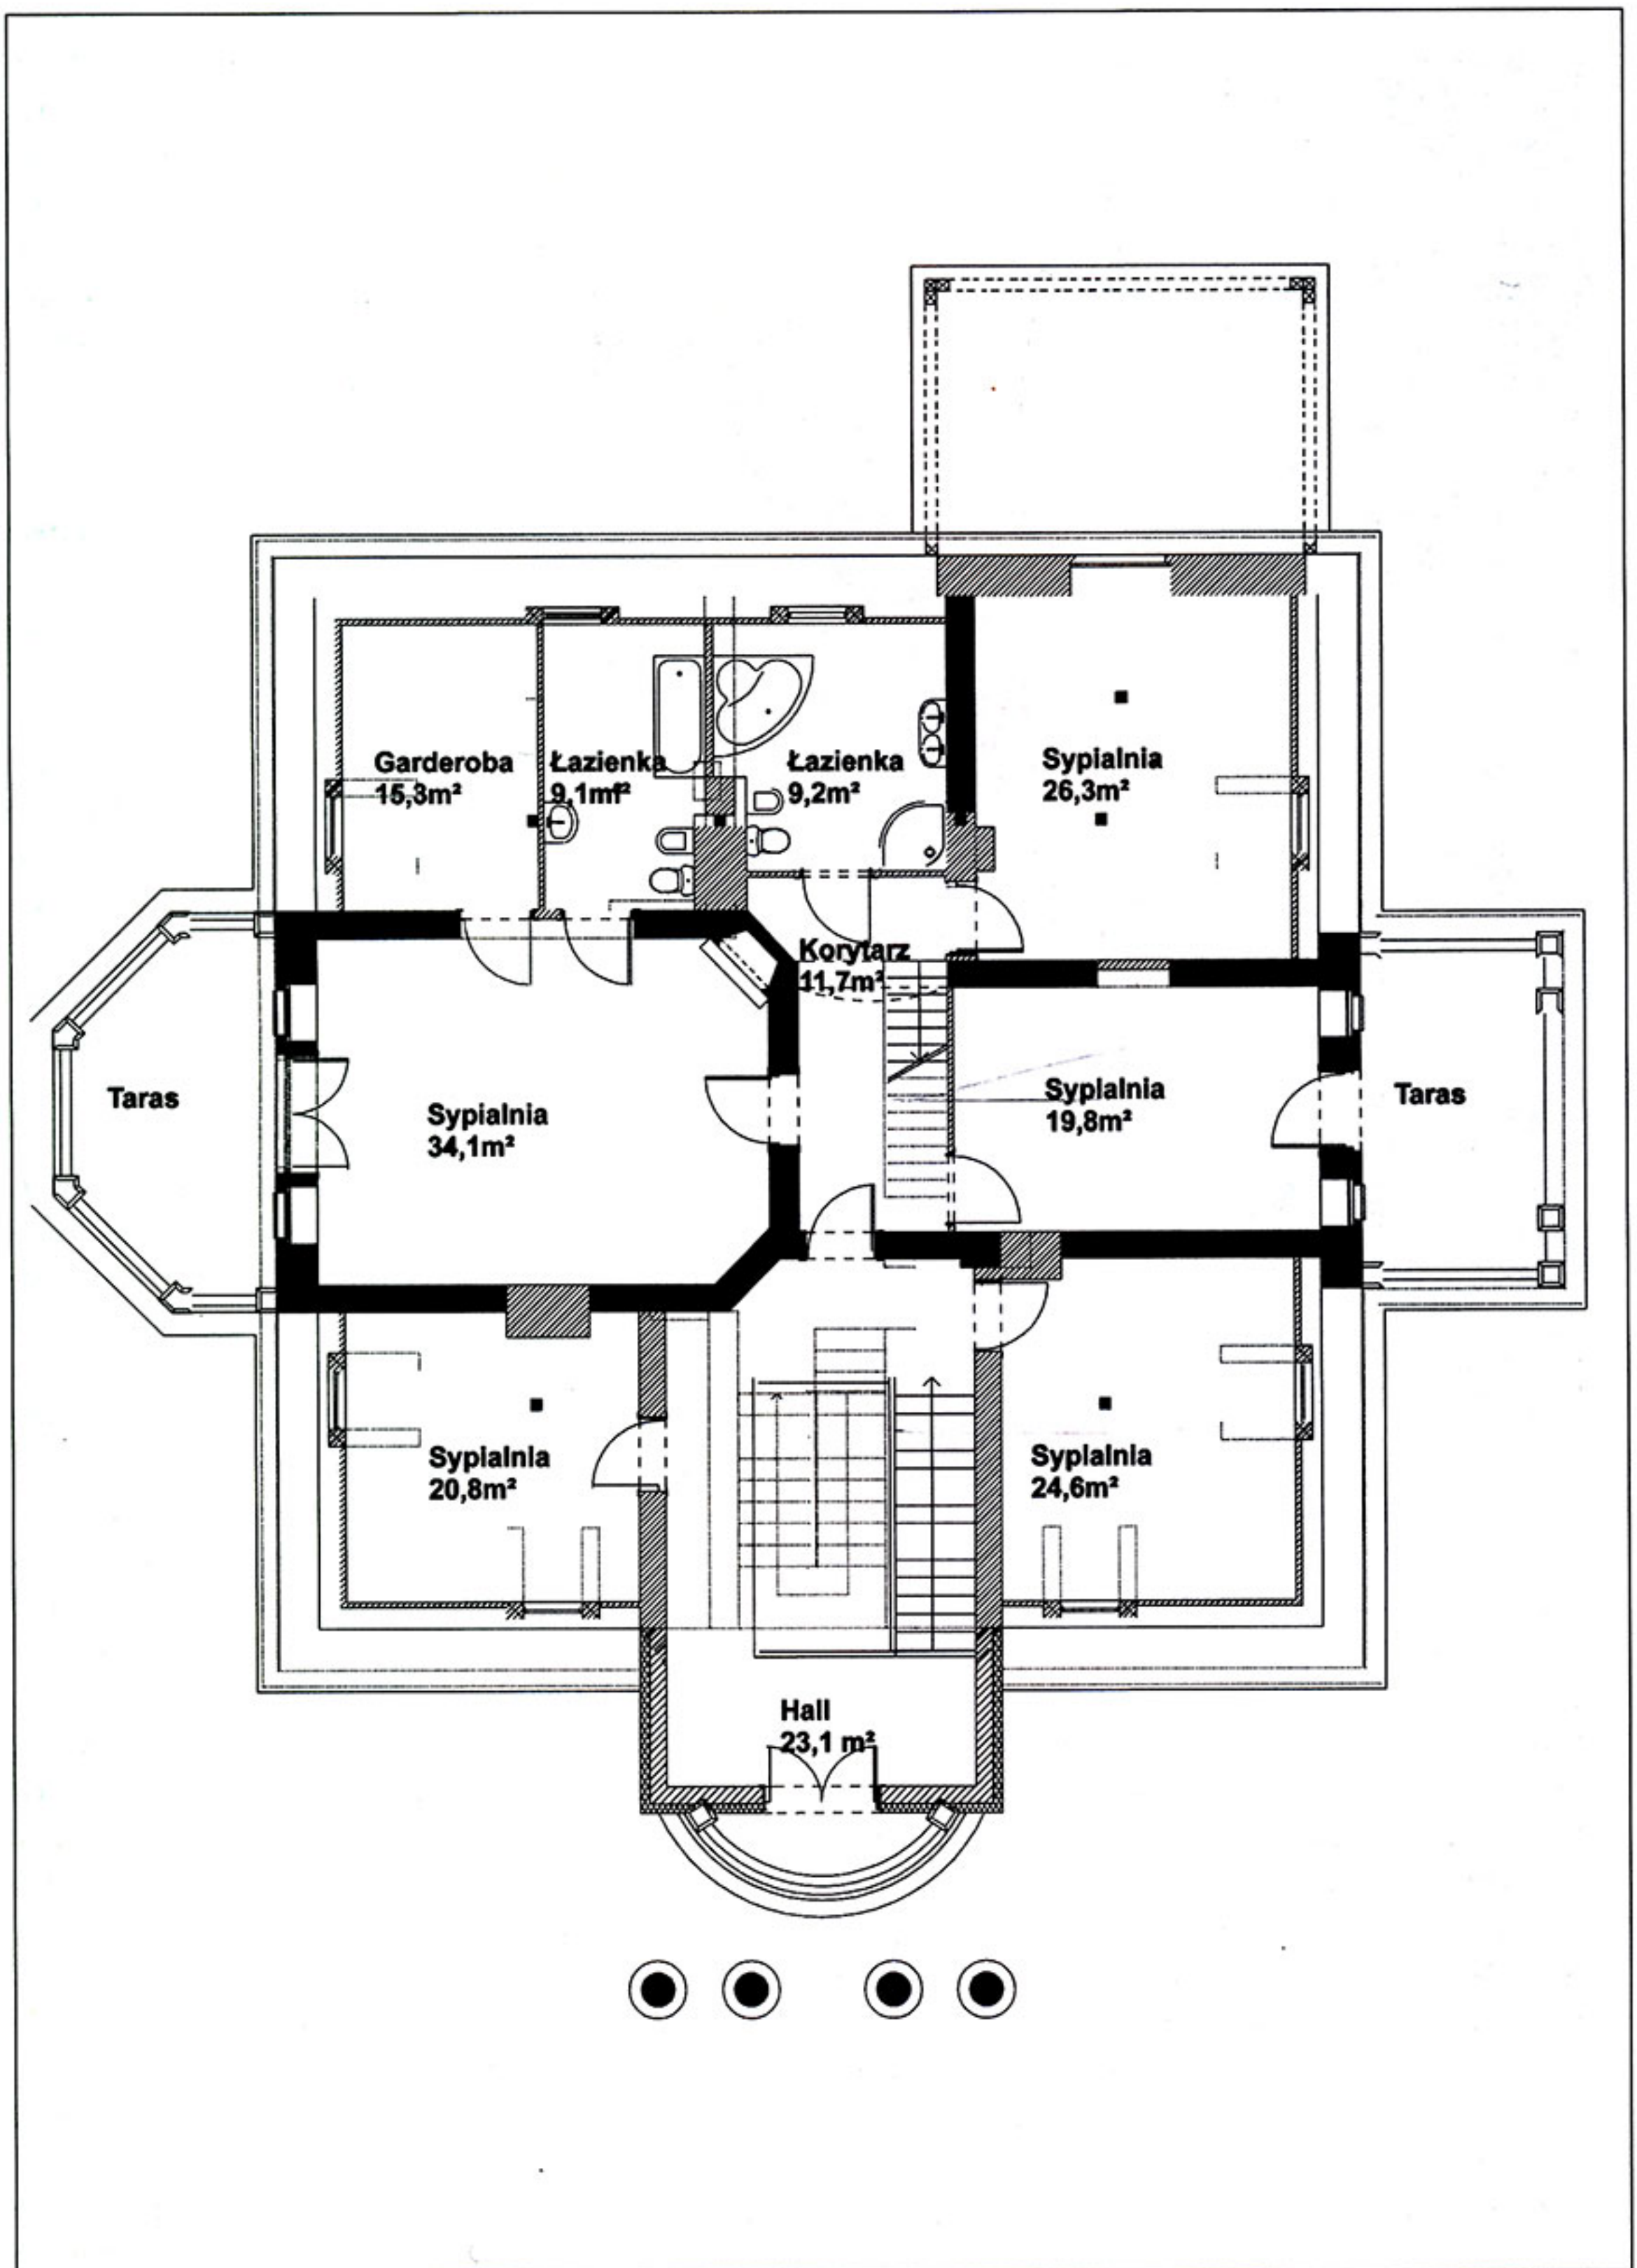 Garderoba
15,3m²
Łazienka
9,1m²
Łazienka
9,2m²
Sypialnia
26,3m²
Korytarz
11,7m²
Taras
Sypialnia
34,1m²
Sypialnia
19,8m²
Taras
Sypialnia
20,8m²
Sypialnia
24,6m²
Hall
23,1 m²